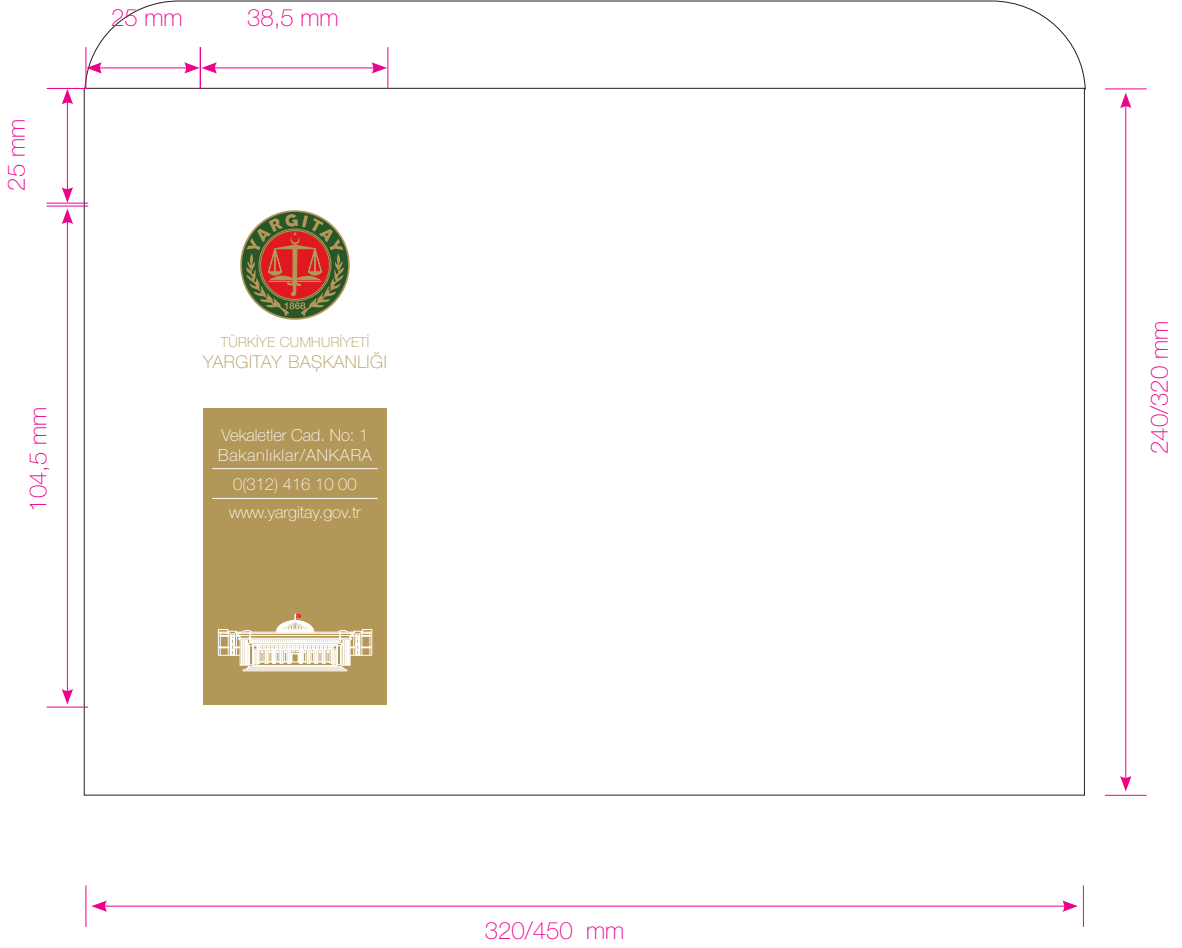 25 mm
38,5 mm
25 mm
YARGITAY
1868
TÜRKİYE CUMHURİYETİ
YARGITAY BAŞKANLIĞI
104,5 mm
240/320 mm
Vekaletler Cad. No: 1
Bakanlıklar/ANKARA
0(312) 416 10 00
www.yargitay.gov.tr
320/450 mm